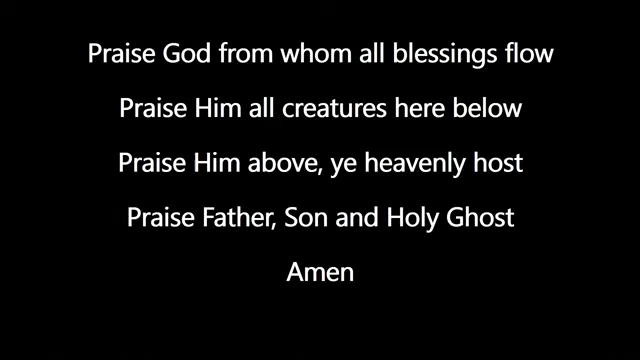 Praise God from whom all blessings flow
Praise Him all creatures here below
Praise Him above, ye heavenly host
Praise Father, Son and Holy Ghost
Amen